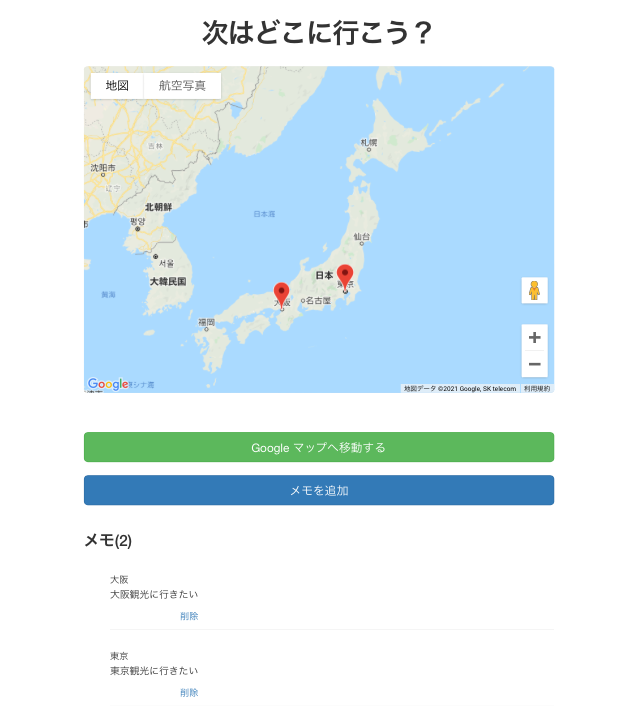 次はどこに行こう？
地図 航空写真
吉林
札幌
沈阳市
辽宁
北朝鮮
평양
日本海
仙台
서울
日本
大韓民国
東京
大阪
名古屋
黄海
福岡
Google
東シナ海
地図データ ©2021 Google, SK telecom 利用規約
Google マップへ移動する
メモを追加
メモ(2)
大阪
大阪観光に行きたい
削除
東京
東京観光に行きたい
削除